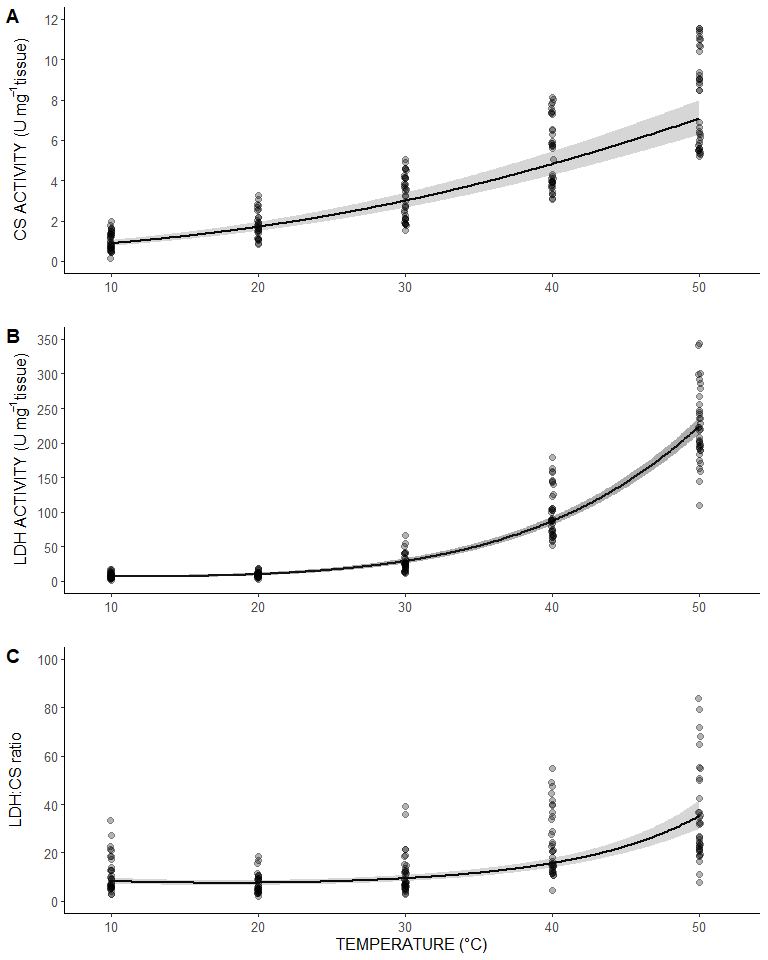 A
CS ACTIVITY (U mg⁻¹tissue)
12
10
8
6
4
2
0
10 20 30 40 50
B
LDH ACTIVITY (U mg⁻¹tissue)
350
300
250
200
150
100
50
0
10 20 30 40 50
C
LDH:CS ratio
100
80
60
40
20
0
10 20 30 40 50
TEMPERATURE (°C)